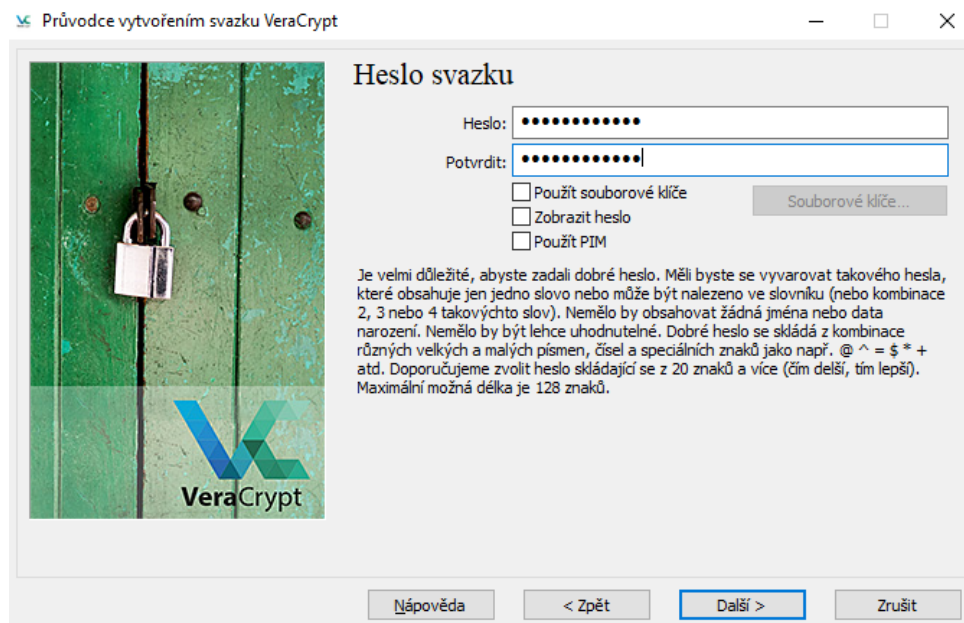 Průvodce vytvořením svazku VeraCrypt
Heslo svazku
Heslo: ••••••••••••
Potvrdit: ••••••••••••
Použít souborové klíče
Souborové klíče...
Zobrazit heslo
Použít PIM
Je velmi důležité, abyste zadali dobré heslo. Měli byste se vyvarovat takového hesla,
které obsahuje jen jedno slovo nebo může být nalezeno ve slovníku (nebo kombinace
2, 3 nebo 4 takovýchto slov). Nemělo by obsahovat žádná jména nebo data
narození. Nemělo by být lehce uhodnutelné. Dobré heslo se skládá z kombinace
různých velkých a malých písmen, čísel a speciálních znaků jako např. @ ^ = $ * +
atd. Doporučujeme zvolit heslo skládající se z 20 znaků a více (čím delší, tím lepší).
Maximální možná délka je 128 znaků.
VeraCrypt
Nápověda
< Zpět
Další >
Zrušit